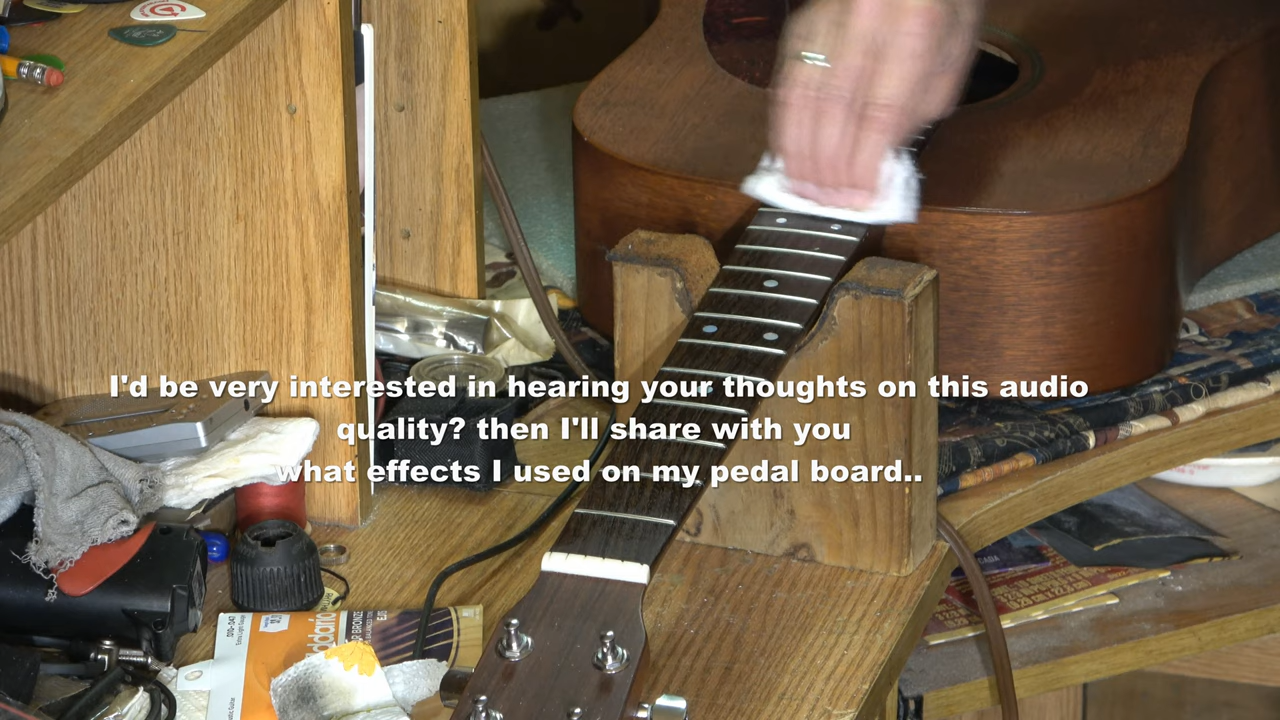 I'd be very interested in hearing your thoughts on this audio
quality? then I'll share with you
what effects I used on my pedal board..